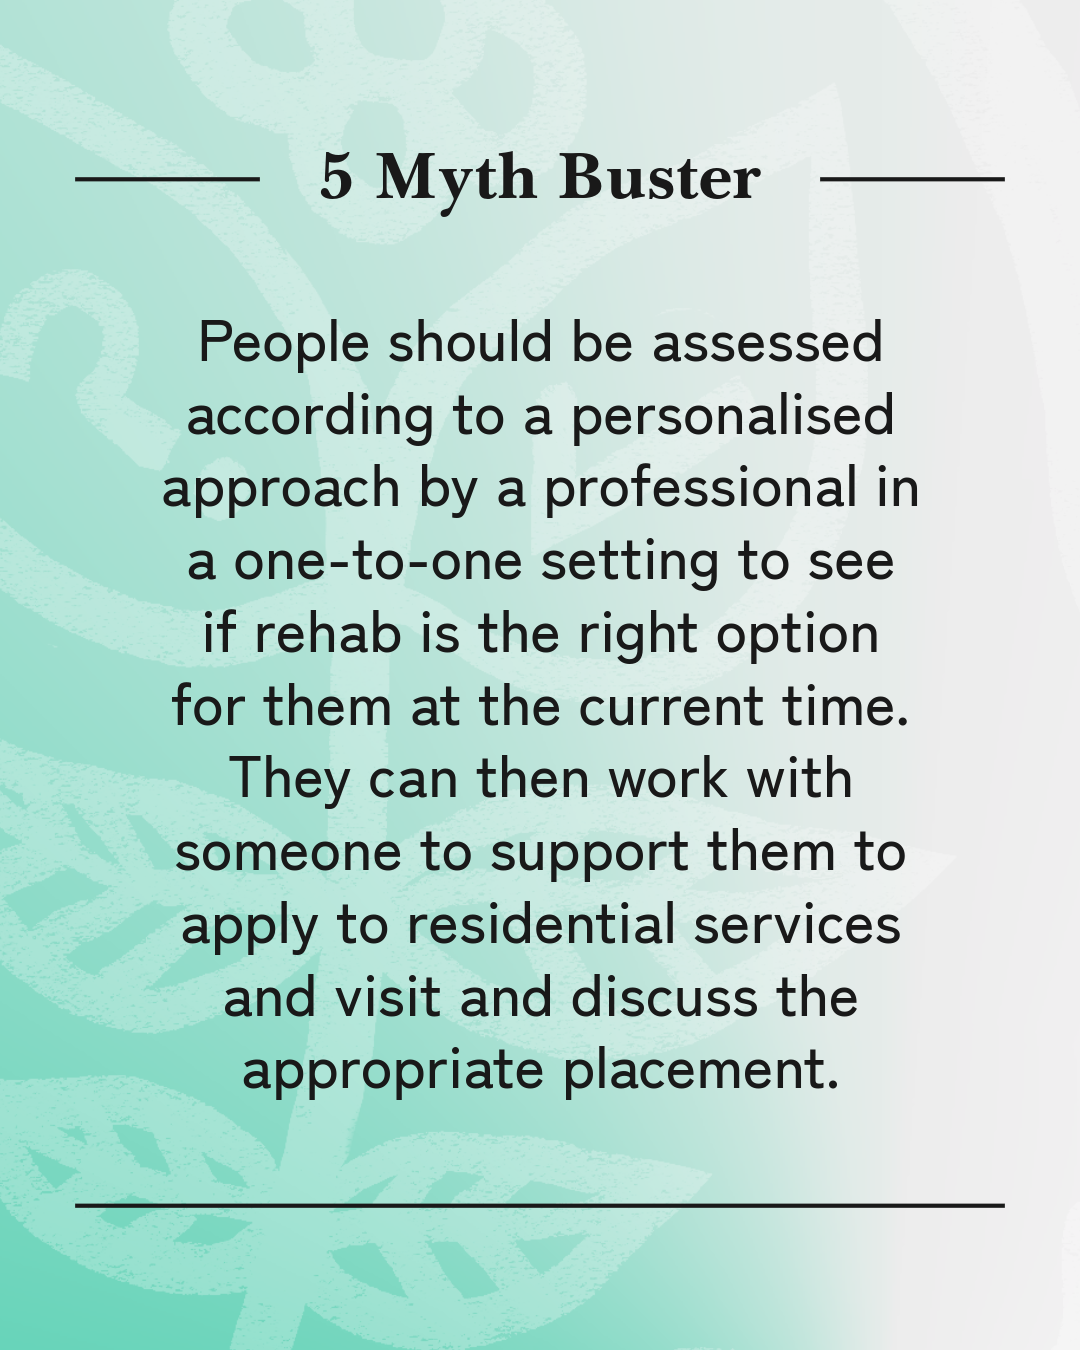 5 Myth Buster
People should be assessed
according to a personalised
approach by a professional in
a one-to-one setting to see
if rehab is the right option
for them at the current time.
They can then work with
someone to support them to
apply to residential services
and visit and discuss the
appropriate placement.